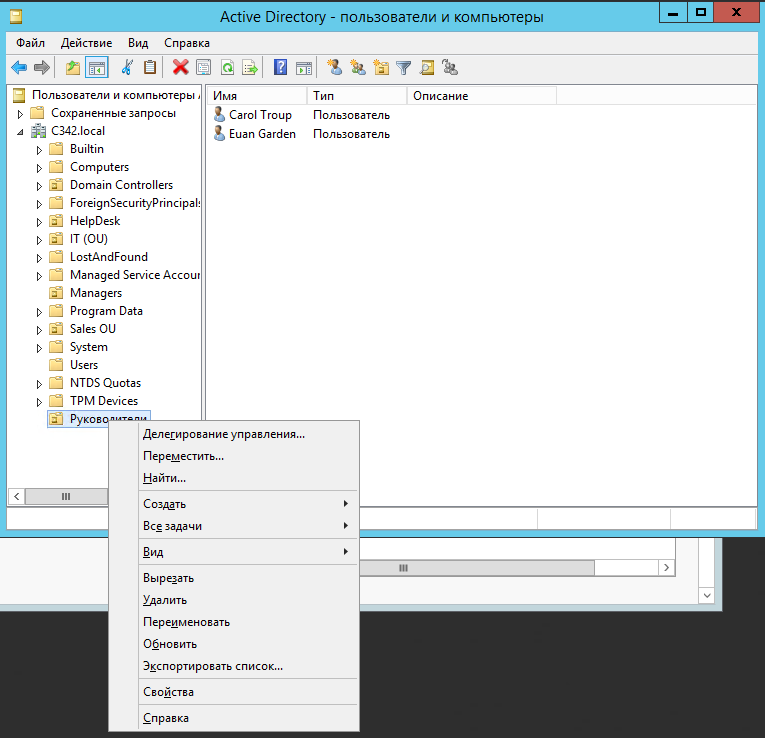 Active Directory - пользователи и компьютеры
Файл Действие Вид Справка
Пользователи и компьютеры
Сохраненные запросы
C342.local
Builtin
Computers
Domain Controllers
ForeignSecurityPrincipals
HelpDesk
IT (OU)
LostAndFound
Managed Service Accour
Managers
Program Data
Sales OU
System
Users
NTDS Quotas
TPM Devices
Руководители
Имя Тип Описание
Carol Troup Пользователь
Euan Garden Пользователь
Делегирование управления...
Переместить...
Найти...
Создать
Все задачи
Вид
Вырезать
Удалить
Переименовать
Обновить
Экспортировать список...
Свойства
Справка